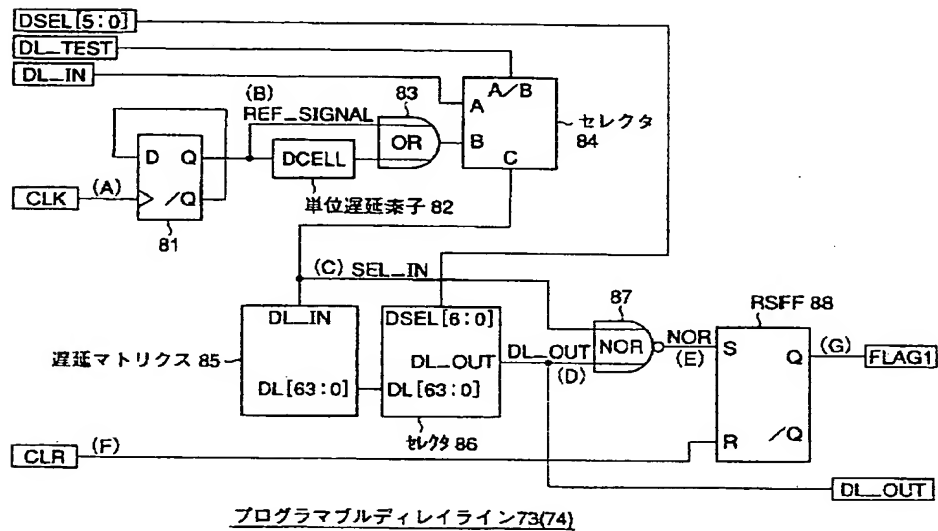 DSEL[5:0]
DL_TEST
DL_IN
(B)
REF_SIGNAL
83
OR
A/B
A
B
C
セレクタ
84
D
Q
/Q
DCELL
単位遅延素子 82
CLK
(A)
81
(C) SEL_IN
DL_IN
DL[63:0]
遅延マトリクス 85
DSEL[6:0]
DL_OUT
DL[63:0]
セレクタ 86
DL_OUT
(D)
87
NOR
NOR
(E)
RSFF 88
S
Q
R
/Q
(G)
FLAG1
CLR
(F)
DL_OUT
プログラマブルディレイライン73(74)